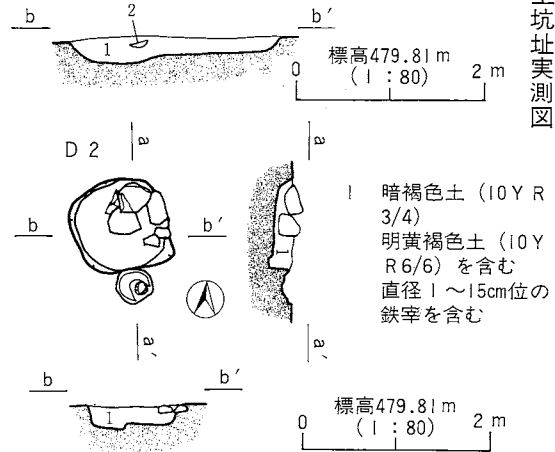 土坑址実測図
b
2
b′
1
標高479.81m
(1:80)
0
2m
a
a
D2
b
b′
1
1 暗褐色土(10YR
3/4)
明黄褐色土(10Y
R6/6)を含む
直径1~15cm位の
鉄宰を含む
a′
a′
b
b′
1
標高479.81m
(1:80)
0
2m